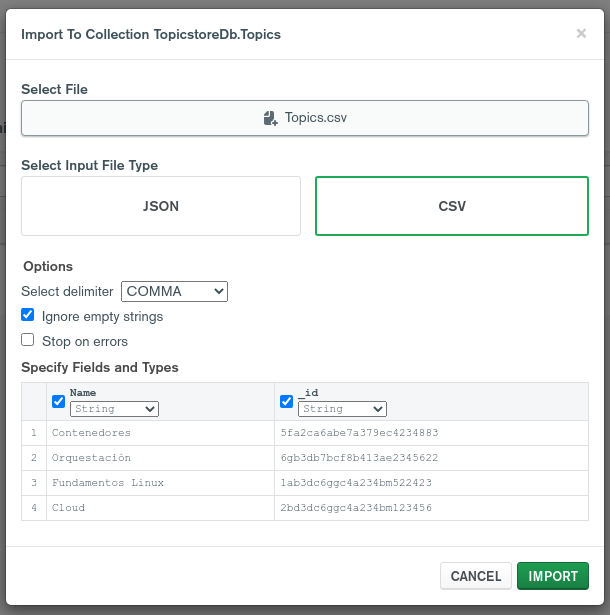 Import To Collection TopicstoreDb.Topics
×
Select File
Topics.csv
Select Input File Type
JSON CSV
Options
Select delimiter COMMA
Ignore empty strings
Stop on errors
Specify Fields and Types
Name _id
String String
1 Contenedores 5fa2ca6abe7a379ec4234883
2 Orquestación 6gb3db7bcf8b413ae2345622
3 Fundamentos Linux 1ab3dc6ggc4a234bm522423
4 Cloud 2bd3dc6ggc4a234bm123456
CANCEL IMPORT